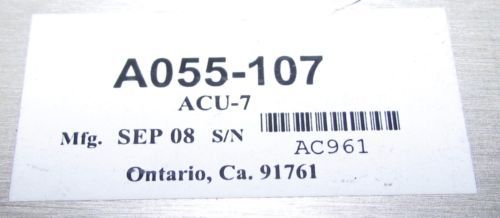 A055-107
ACU-7
Mfg. SEP 08 S/N
AC961
Ontario, Ca. 91761